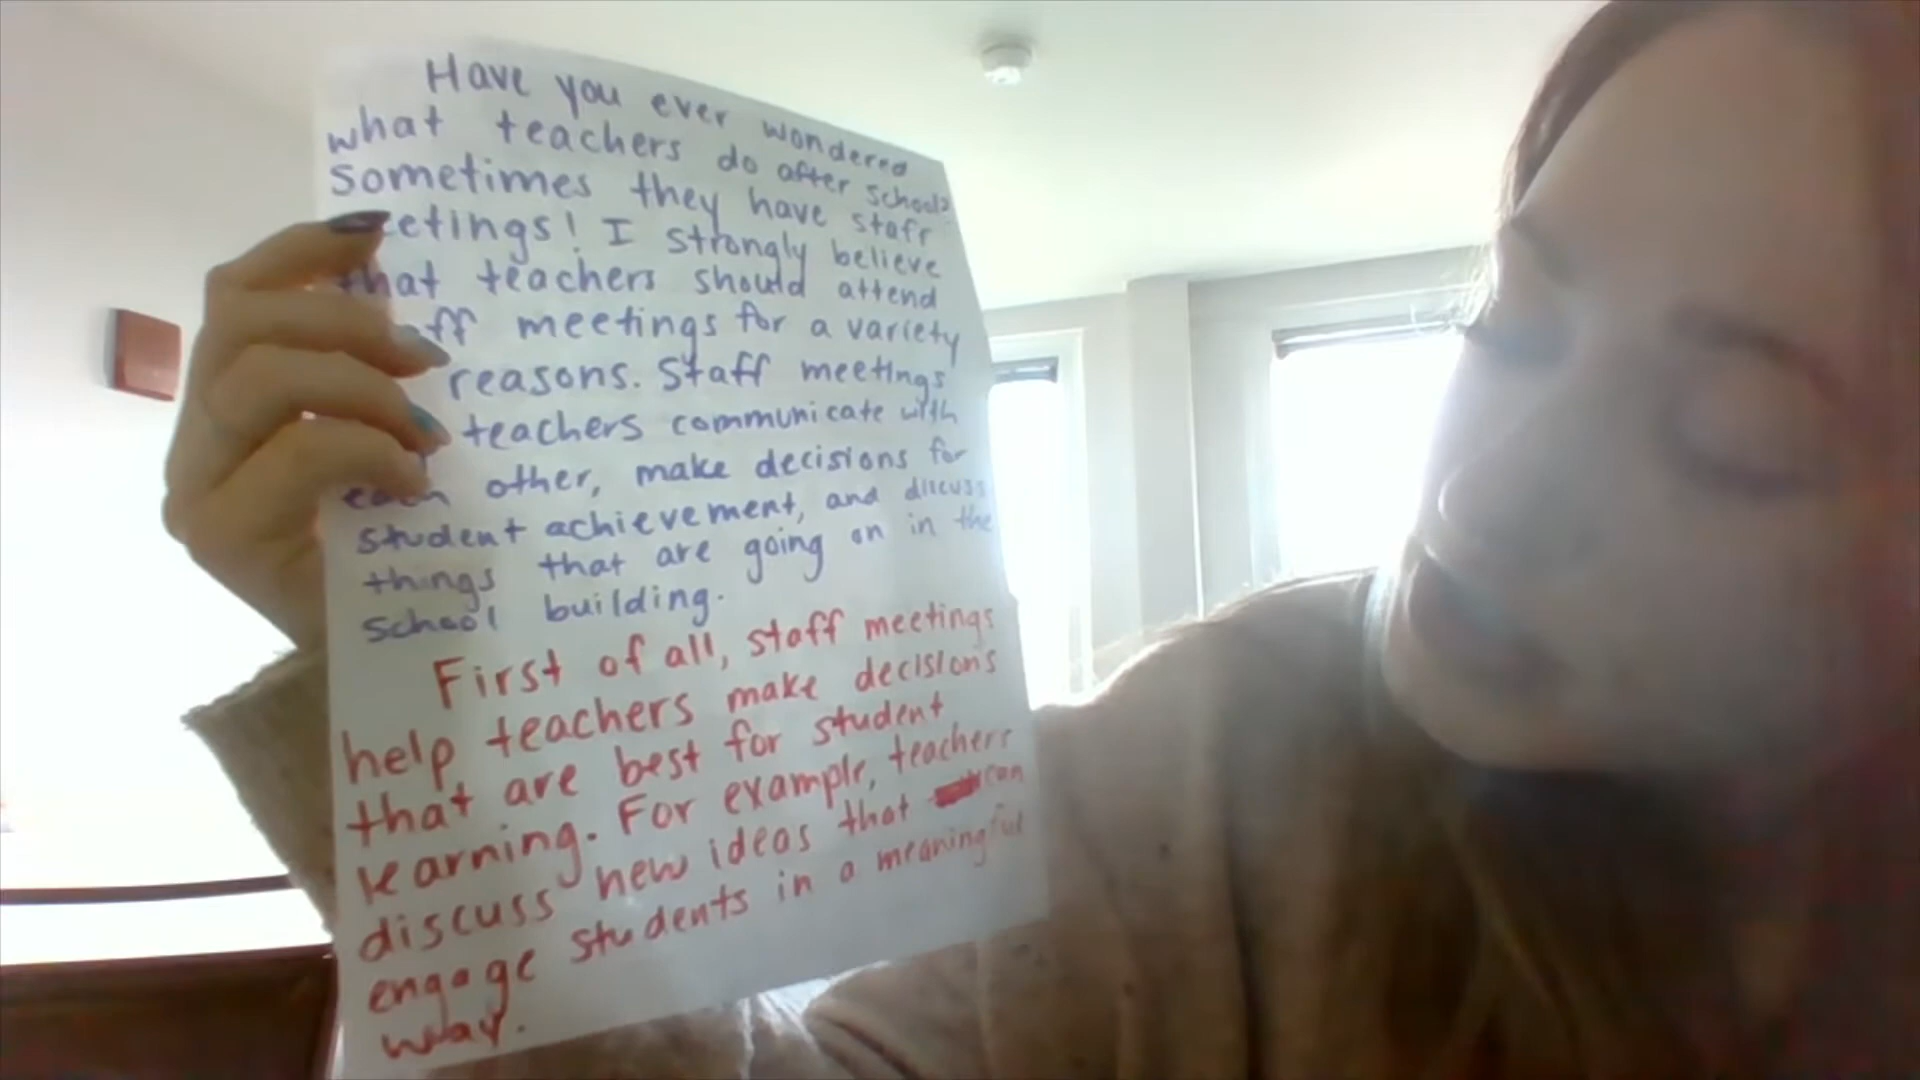 Have you ever wondered
what teachers do after school?
Sometimes they have staff
etings! I strongly believe
that teachers should attend
ff meetings for a variety
reasons. Staff meetings
teachers communicate with
each other, make decisions for
student achievement, and discuss
things that are going on in the
school building.
First of all, staff meetings
help teachers make decisions
that are best for student
learning. For example, teachers
discuss new ideas that can
engage students in a meaningful
way.